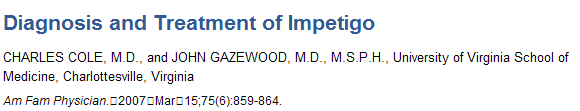 Diagnosis and Treatment of Impetigo
CHARLES COLE, M.D., and JOHN GAZEWOOD, M.D., M.S.P.H., University of Virginia School of
Medicine, Charlottesville, Virginia
Am Fam Physician.▯2007▯Mar▯15;75(6):859-864.